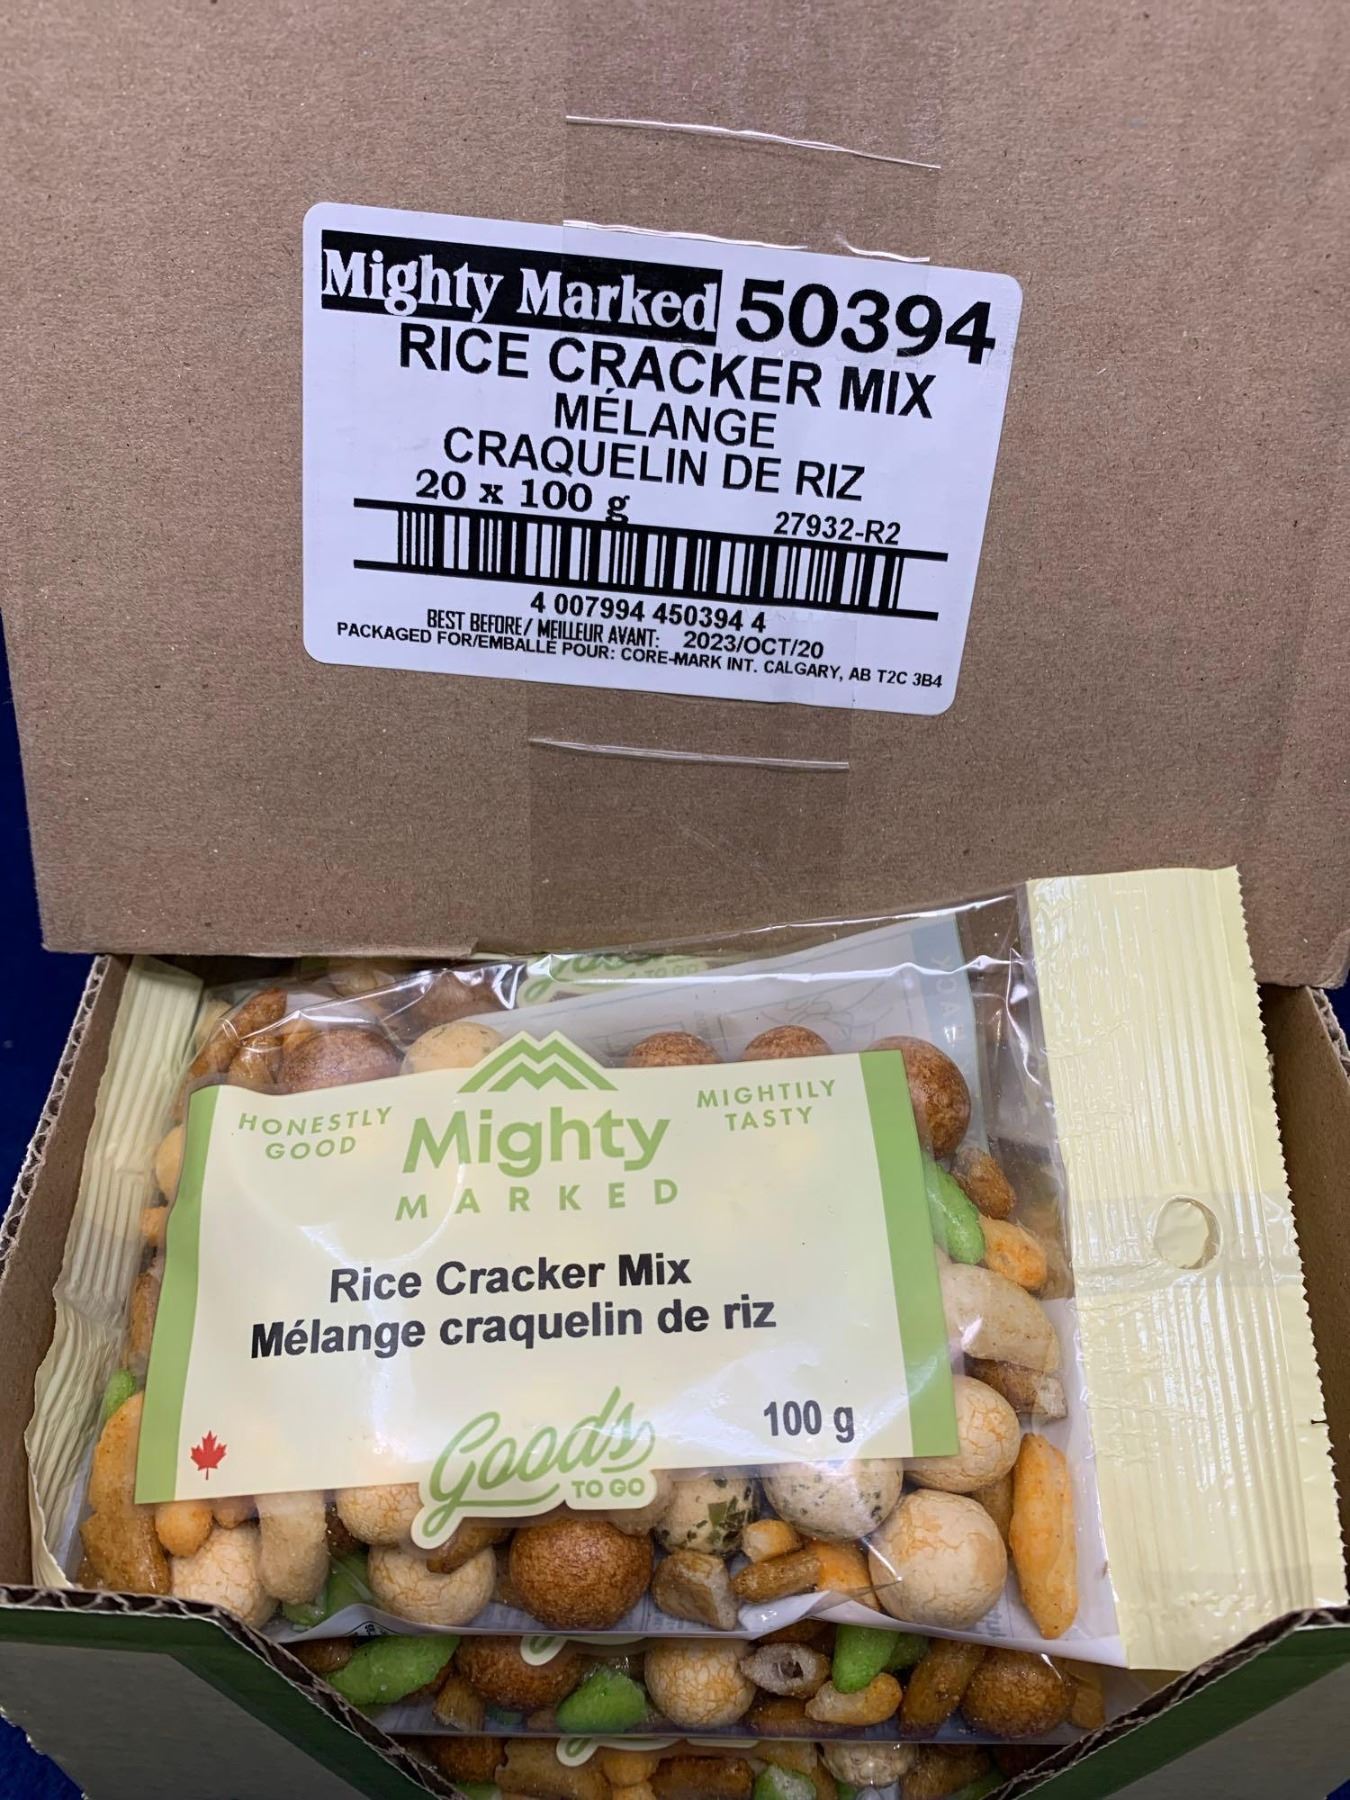 Mighty Marked 50394
RICE CRACKER MIX
MÉLANGE
CRAQUELIN DE RIZ
20 x 100 g
27932-R2
4 007994 450394 4
BEST BEFORE/ MEILLEUR AVANT: 2023/OCT/20
PACKAGED FOR/EMBALLÉ POUR: CORE-MARK INT. CALGARY, AB T2C 3B4
TO GO
HONESTLY
GOOD
Mighty
MARKED
MIGHTILY
TASTY
Rice Cracker Mix
Mélange craquelin de riz
Goods
TO GO
100 g